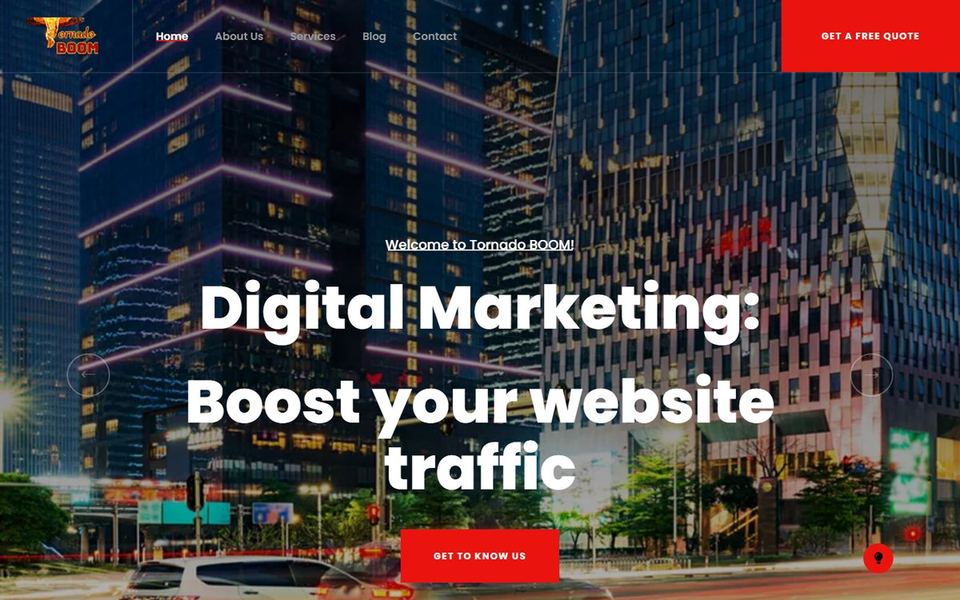 Tornado
BOOM
Home
About Us
Services
Blog
Contact
GET A FREE QUOTE
Welcome to Tornado BOOM!
Digital Marketing:
Boost your website
traffic
GET TO KNOW US